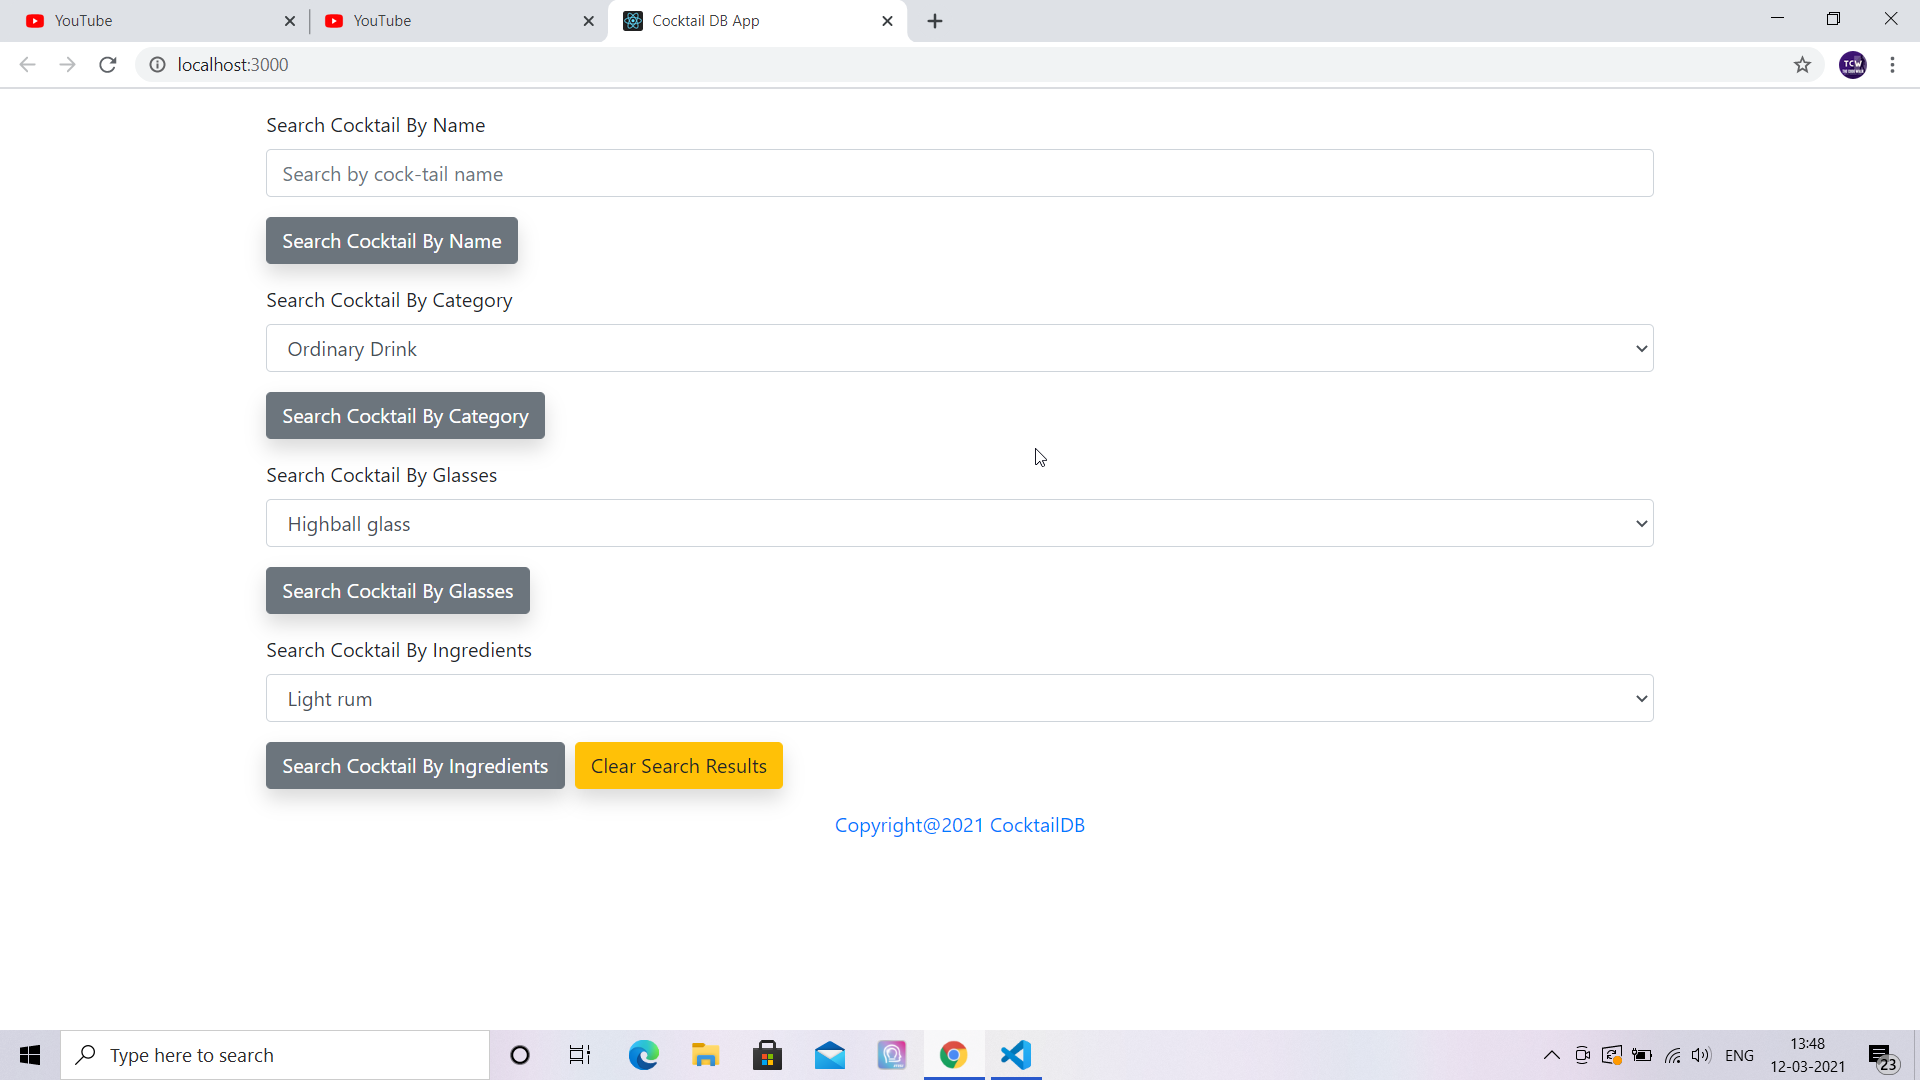 YouTube
YouTube
Cocktail DB App
localhost:3000
TCW
Search Cocktail By Name
Search by cock-tail name
Search Cocktail By Name
Search Cocktail By Category
Ordinary Drink
Search Cocktail By Category
Search Cocktail By Glasses
Highball glass
Search Cocktail By Glasses
Search Cocktail By Ingredients
Light rum
Search Cocktail By Ingredients Clear Search Results
Copyright@2021 CocktailDB
Type here to search
ENG
13:48
12-03-2021
23